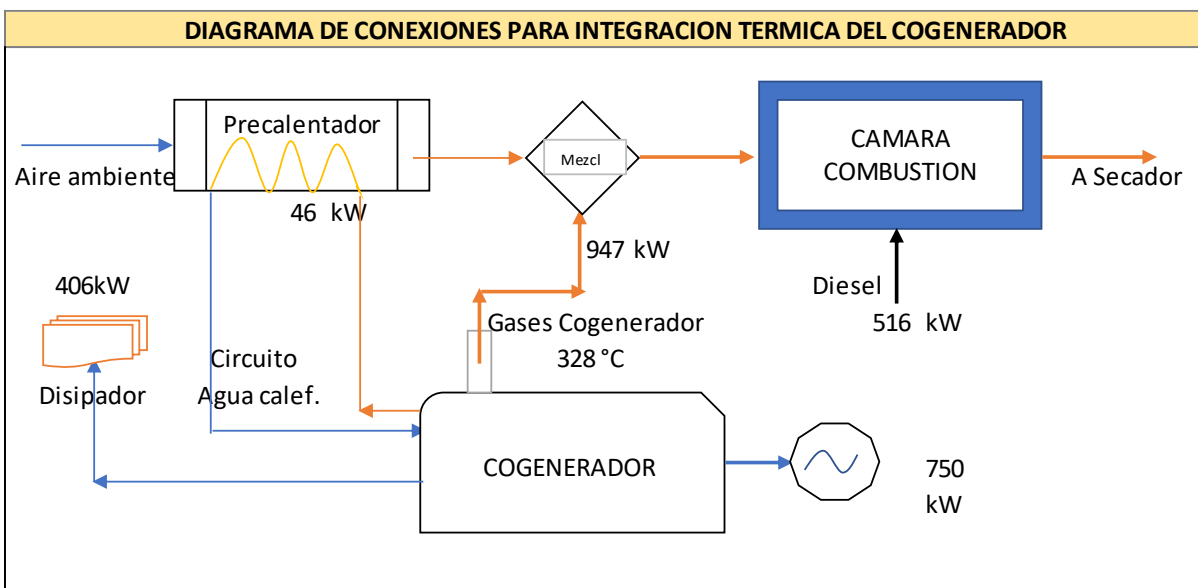 DIAGRAMA DE CONEXIONES PARA INTEGRACION TERMICA DEL COGENERADOR
Precalentador
Aire ambiente
46 kW
Mezcl
CAMARA
COMBUSTION
A Secador
947 kW
Diesel
516 kW
406kW
Disipador
Circuito
Agua calef.
Gases Cogenerador
328 °C
COGENERADOR
750
kW